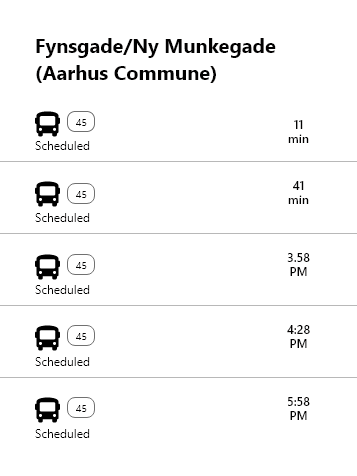 Fynsgade/Ny Munkegade
(Aarhus Commune)
45
11
min
Scheduled
45
41
min
Scheduled
45
3.58
PM
Scheduled
45
4:28
PM
Scheduled
45
5:58
PM
Scheduled